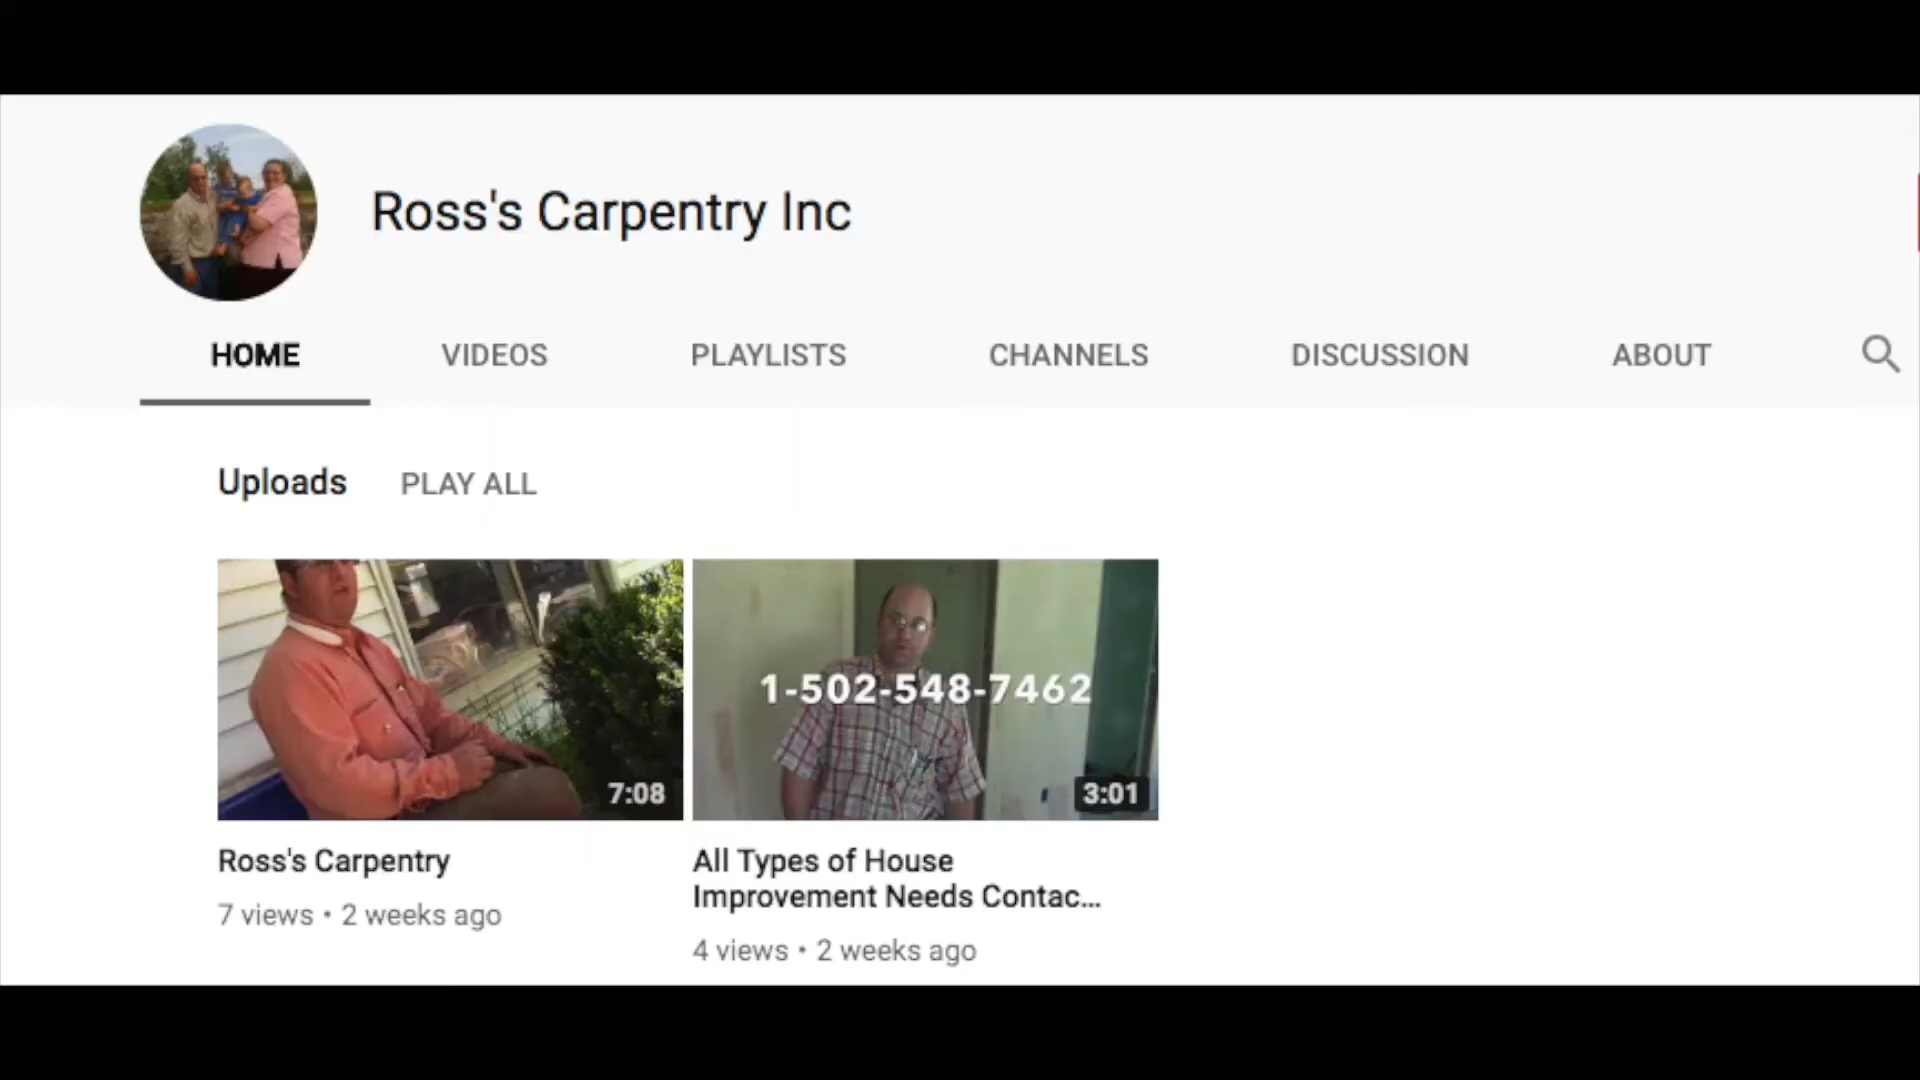 Ross's Carpentry Inc
HOME VIDEOS PLAYLISTS CHANNELS DISCUSSION ABOUT
Uploads PLAY ALL
1-502-548-7462
7:08 3:01
Ross's Carpentry
7 views • 2 weeks ago
All Types of House
Improvement Needs Contac...
4 views • 2 weeks ago